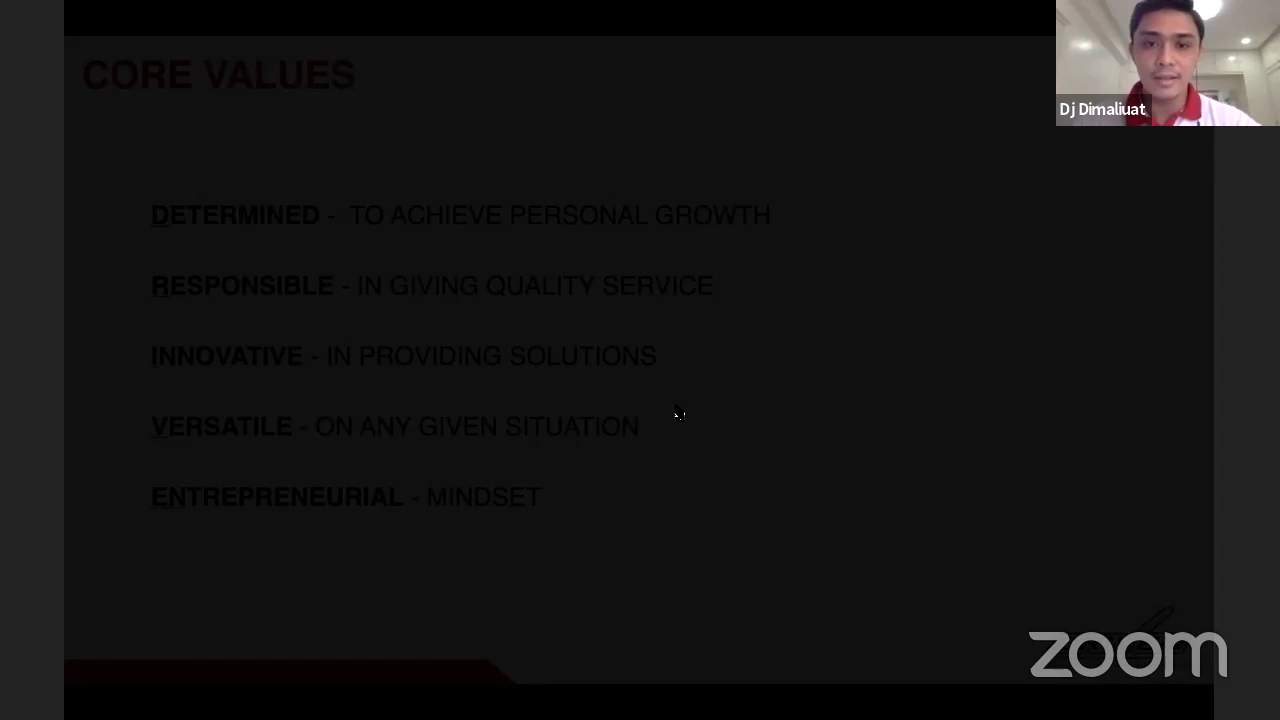 CORE VALUES
Dj Dimaliuat
DETERMINED - TO ACHIEVE PERSONAL GROWTH
RESPONSIBLE - IN GIVING QUALITY SERVICE
INNOVATIVE - IN PROVIDING SOLUTIONS
VERSATILE - ON ANY GIVEN SITUATION
ENTREPRENEURIAL - MINDSET
zoom